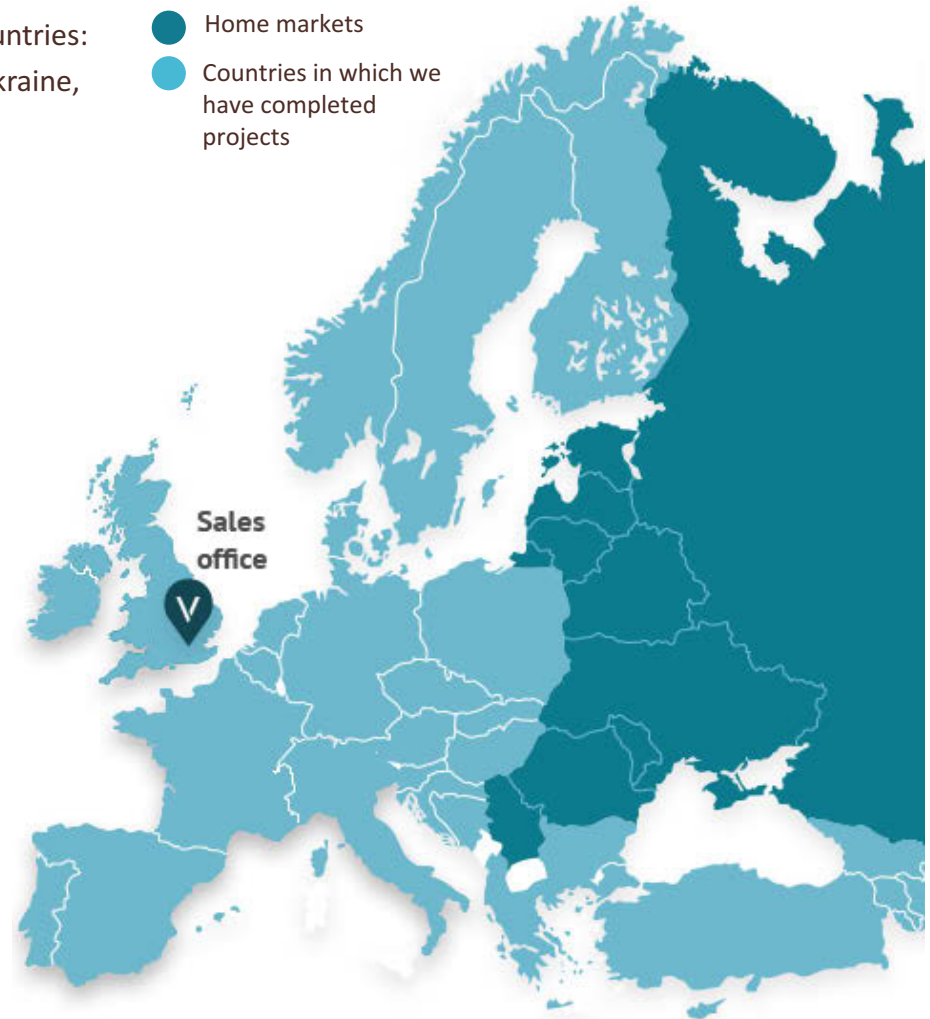 untries:
kraine,
Home markets
Countries in which we
have completed
projects
Sales
office
V